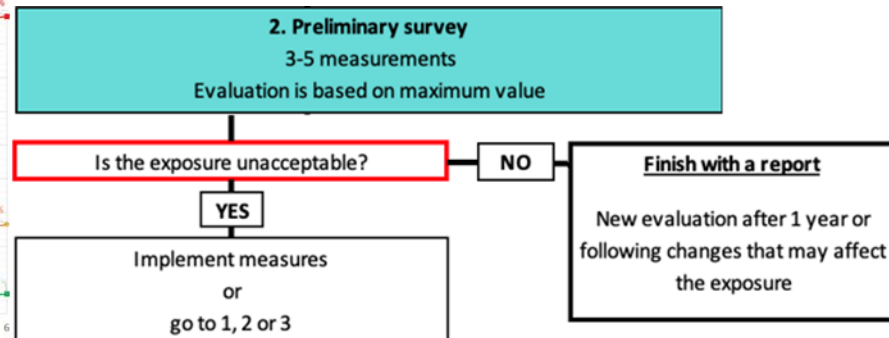 2. Preliminary survey
3-5 measurements
Evaluation is based on maximum value
Is the exposure unacceptable?
NO
YES
Finish with a report
New evaluation after 1 year or
following changes that may affect
the exposure
Implement measures
or
go to 1, 2 or 3
6